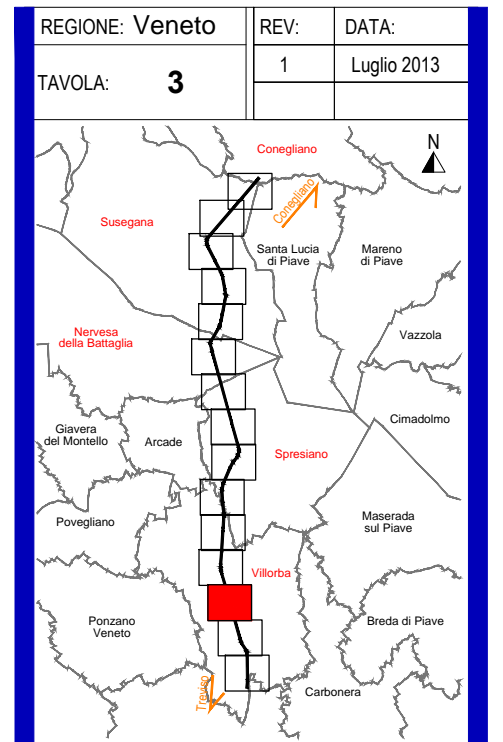 REGIONE: Veneto
REV:
DATA:
TAVOLA: 3
1
Luglio 2013
N
Conegliano
Conegliano
Susegana
Santa Lucia
di Piave
Mareno
di Piave
Nervesa
della Battaglia
Vazzola
Giavera
del Montello
Arcade
Cimadolmo
Spresiano
Povegliano
Maserada
sul Piave
Villorba
Ponzano
Veneto
Breda di Piave
Treviso
Carbonera